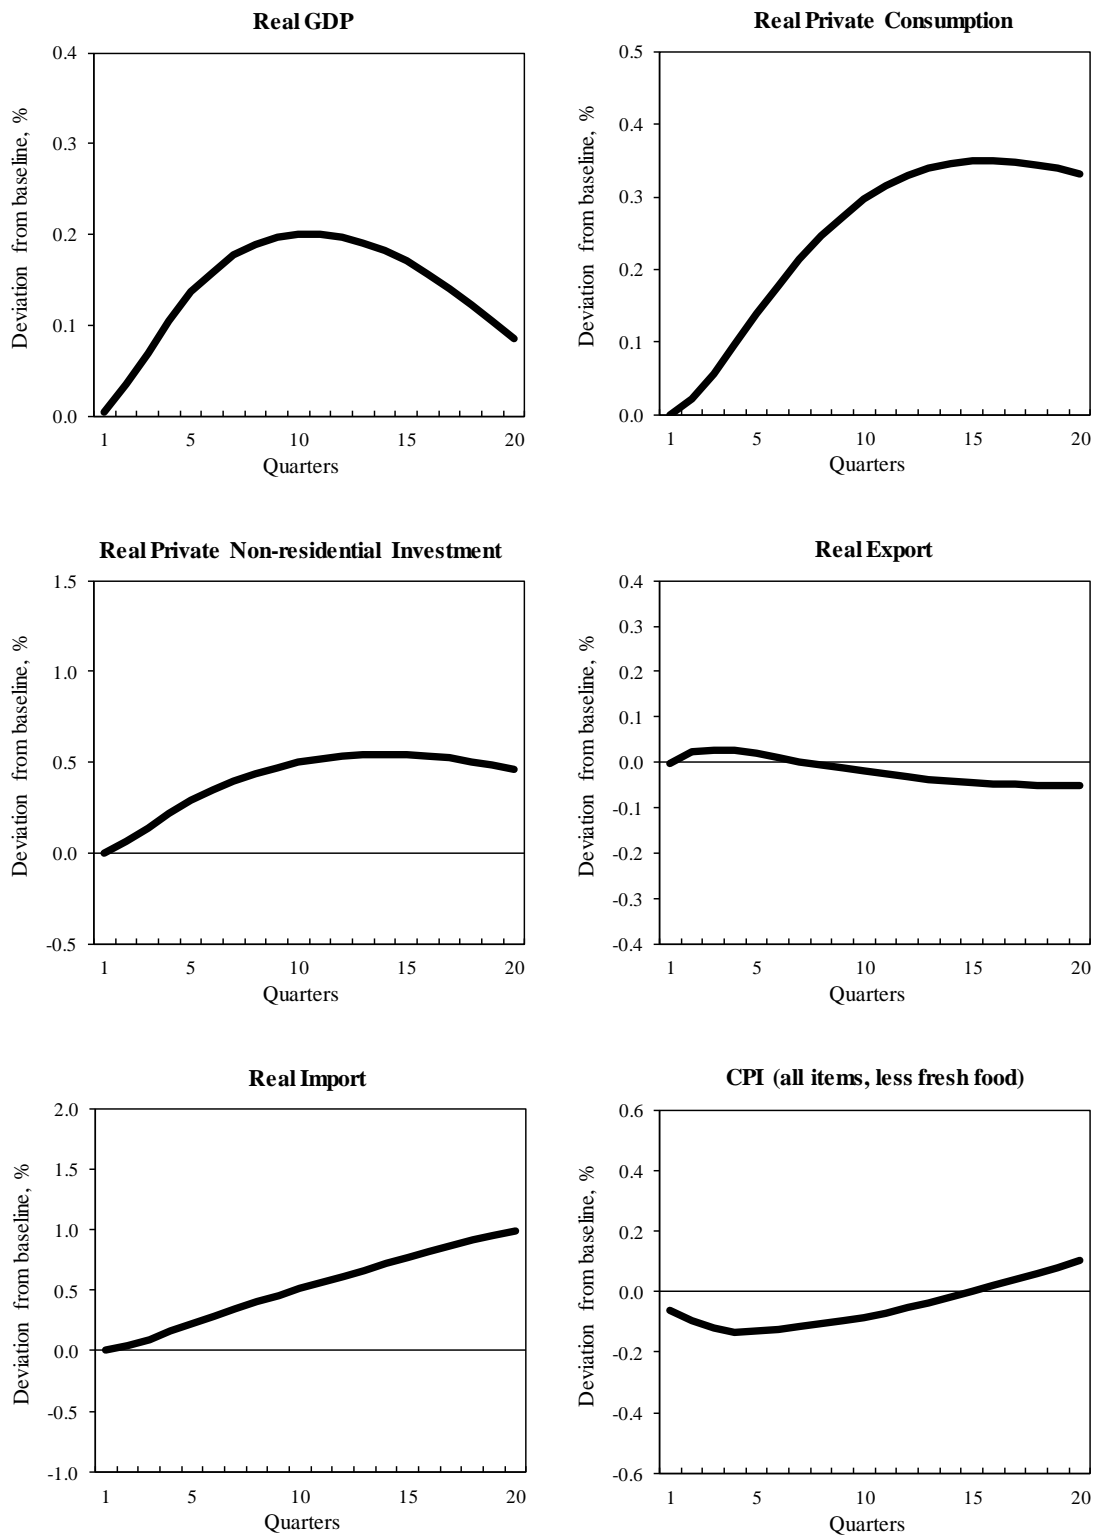 Real GDP
Deviation from baseline, %
0.4
0.3
0.2
0.1
0.0
1 5 10 15 20
Quarters
Real Private Consumption
Deviation from baseline, %
0.5
0.4
0.3
0.2
0.1
0.0
1 5 10 15 20
Quarters
Real Private Non-residential Investment
Deviation from baseline, %
1.5
1.0
0.5
0.0
-0.5
1 5 10 15 20
Quarters
Real Export
Deviation from baseline, %
0.4
0.3
0.2
0.1
0.0
-0.1
-0.2
-0.3
-0.4
1 5 10 15 20
Quarters
Real Import
Deviation from baseline, %
2.0
1.5
1.0
0.5
0.0
-0.5
-1.0
1 5 10 15 20
Quarters
CPI (all items, less fresh food)
Deviation from baseline, %
0.6
0.4
0.2
0.0
-0.2
-0.4
-0.6
1 5 10 15 20
Quarters